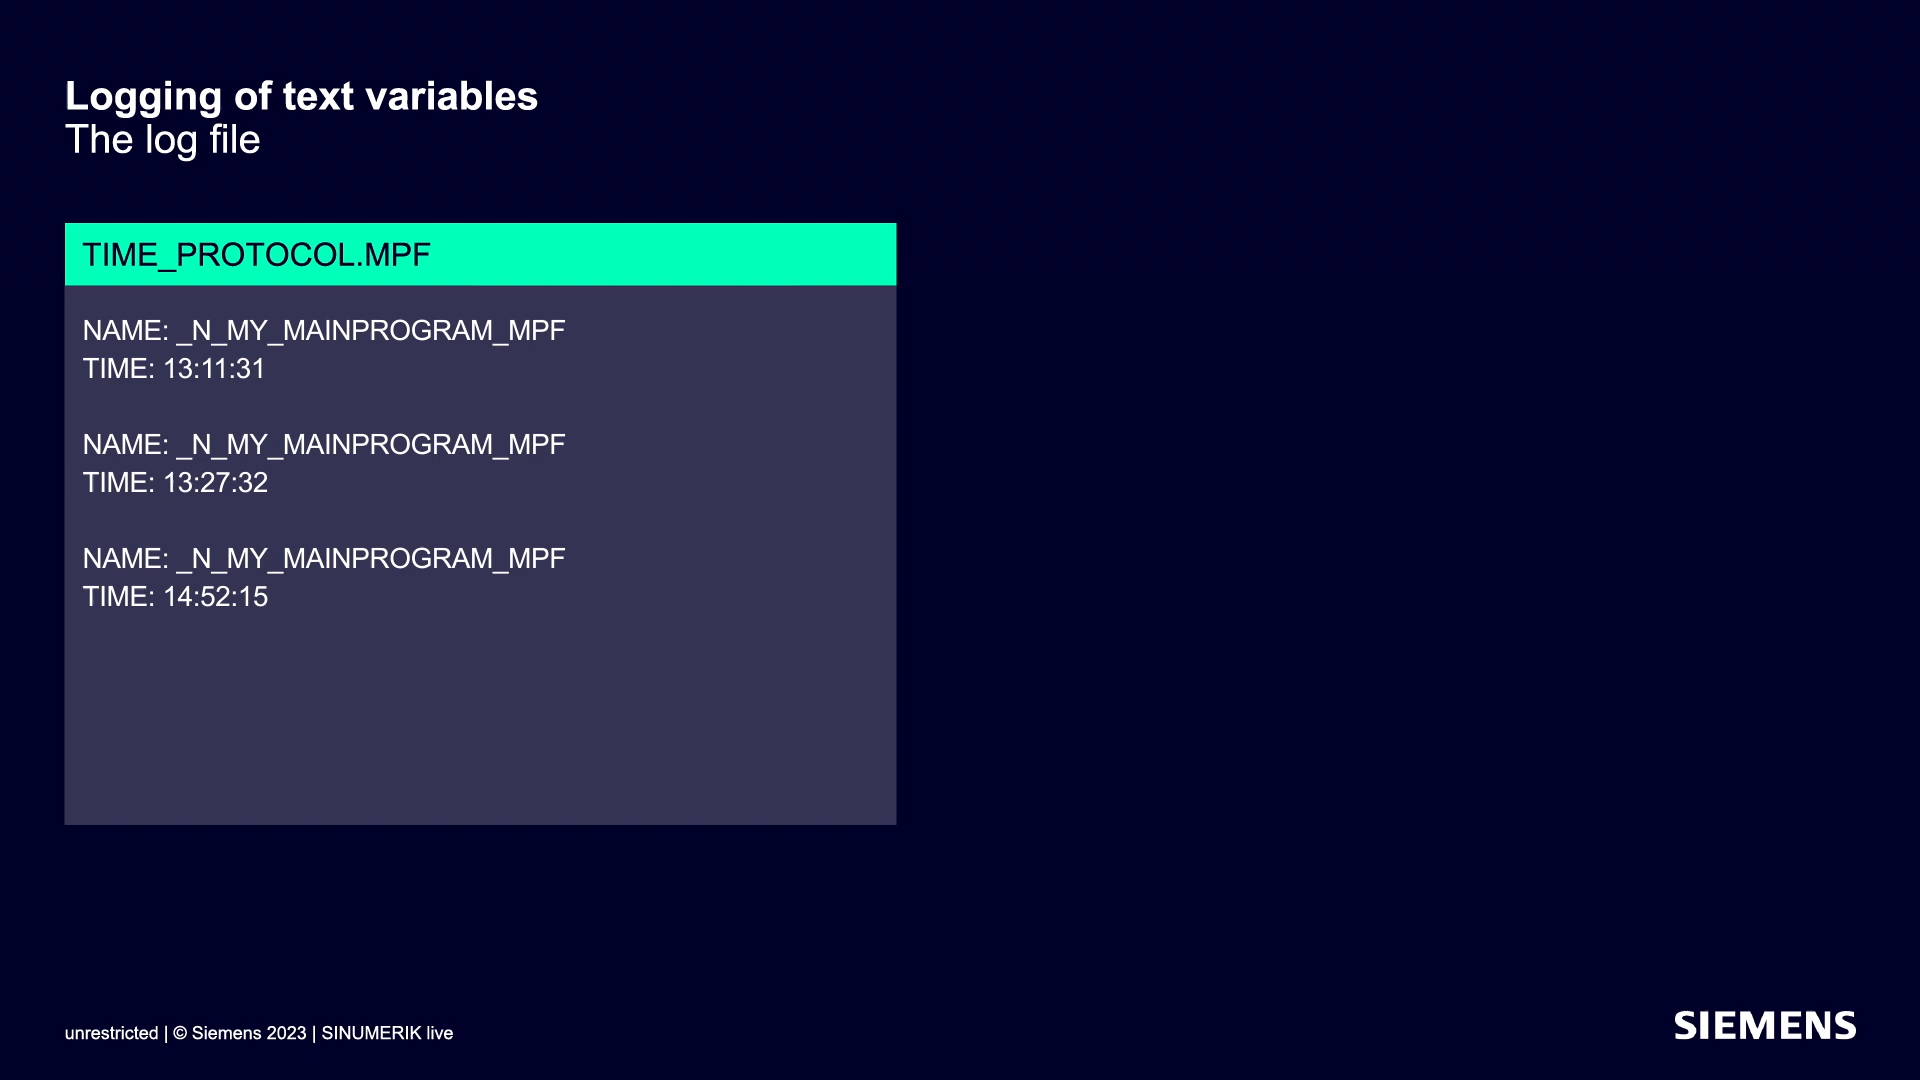 Logging of text variables
The log file
TIME_PROTOCOL.MPF
NAME: _N_MY_MAINPROGRAM_MPF
TIME: 13:11:31
NAME: _N_MY_MAINPROGRAM_MPF
TIME: 13:27:32
NAME: _N_MY_MAINPROGRAM_MPF
TIME: 14:52:15
unrestricted | © Siemens 2023 | SINUMERIK live
SIEMENS